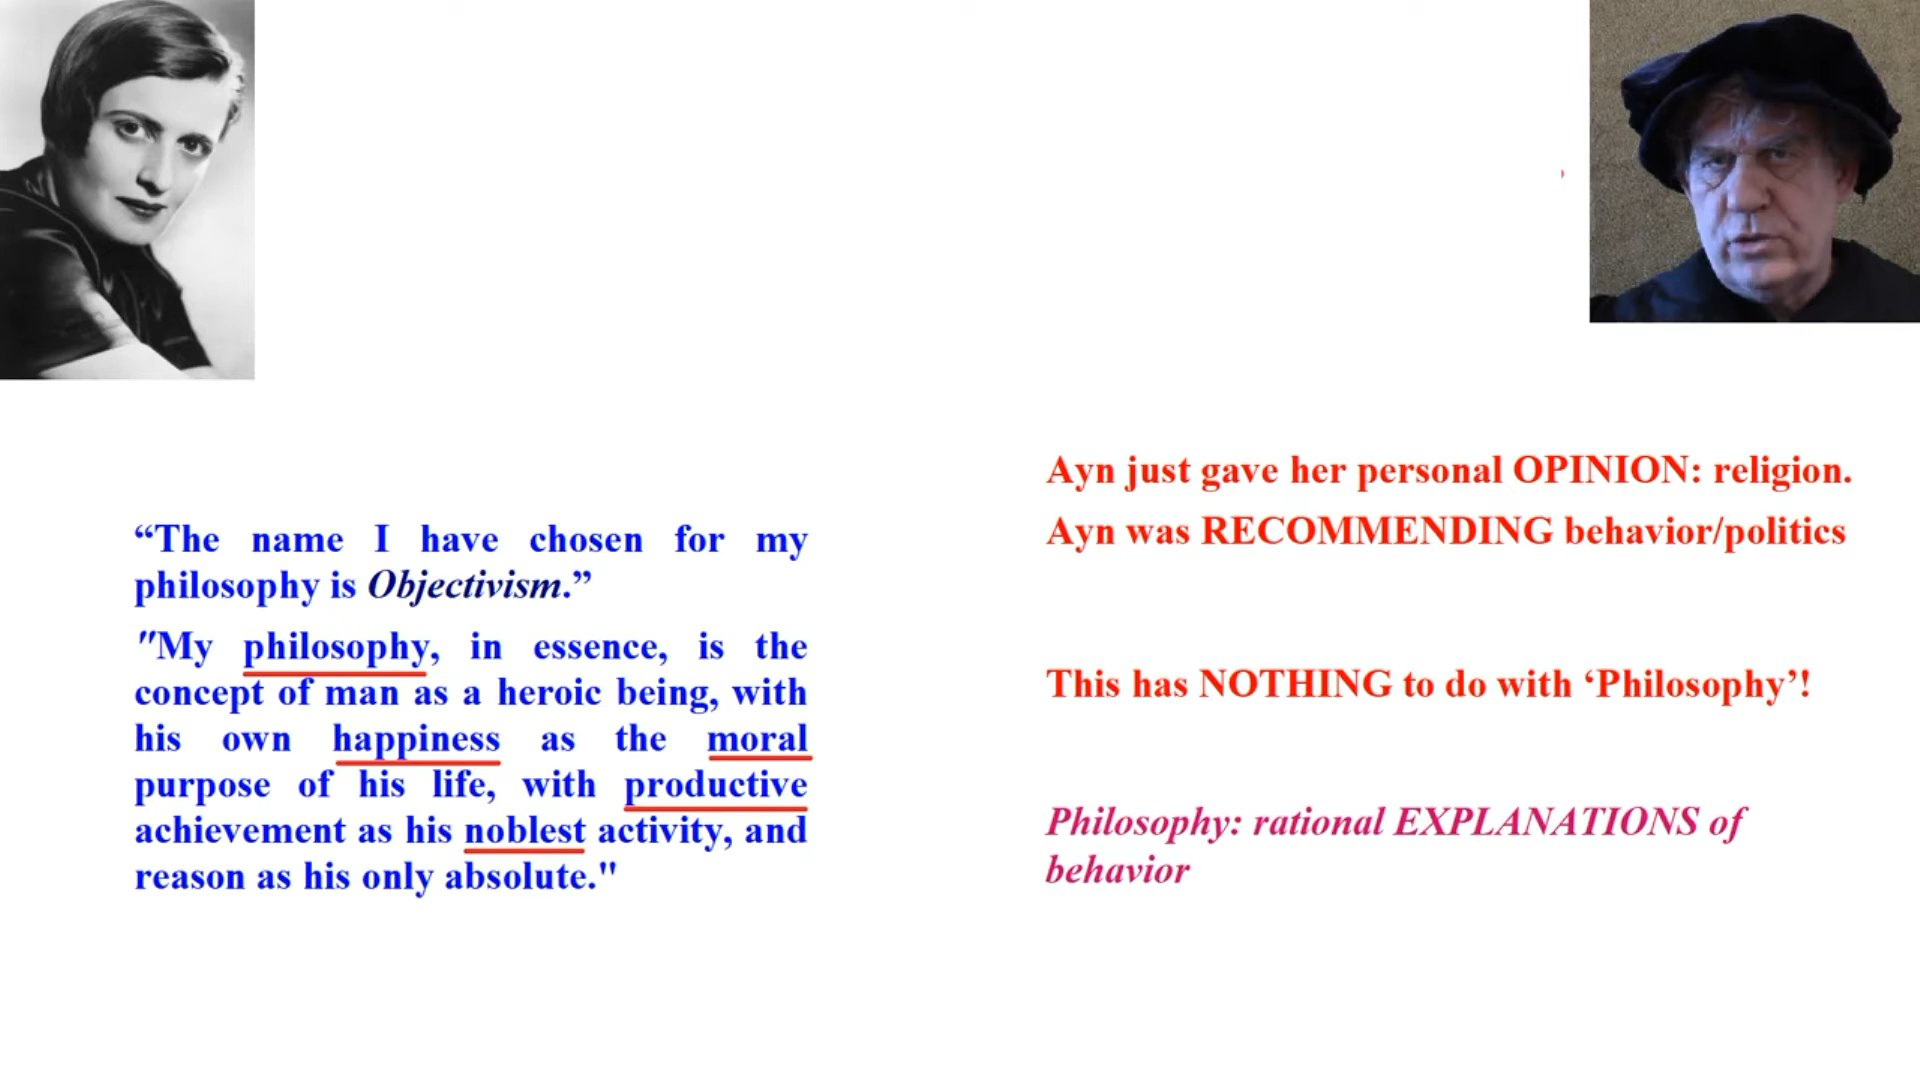 “The name I have chosen for my
philosophy is Objectivism.”
"My philosophy, in essence, is the
concept of man as a heroic being, with
his own happiness as the moral
purpose of his life, with productive
achievement as his noblest activity, and
reason as his only absolute."
Ayn just gave her personal OPINION: religion.
Ayn was RECOMMENDING behavior/politics
This has NOTHING to do with ‘Philosophy’!
Philosophy: rational EXPLANATIONS of
behavior